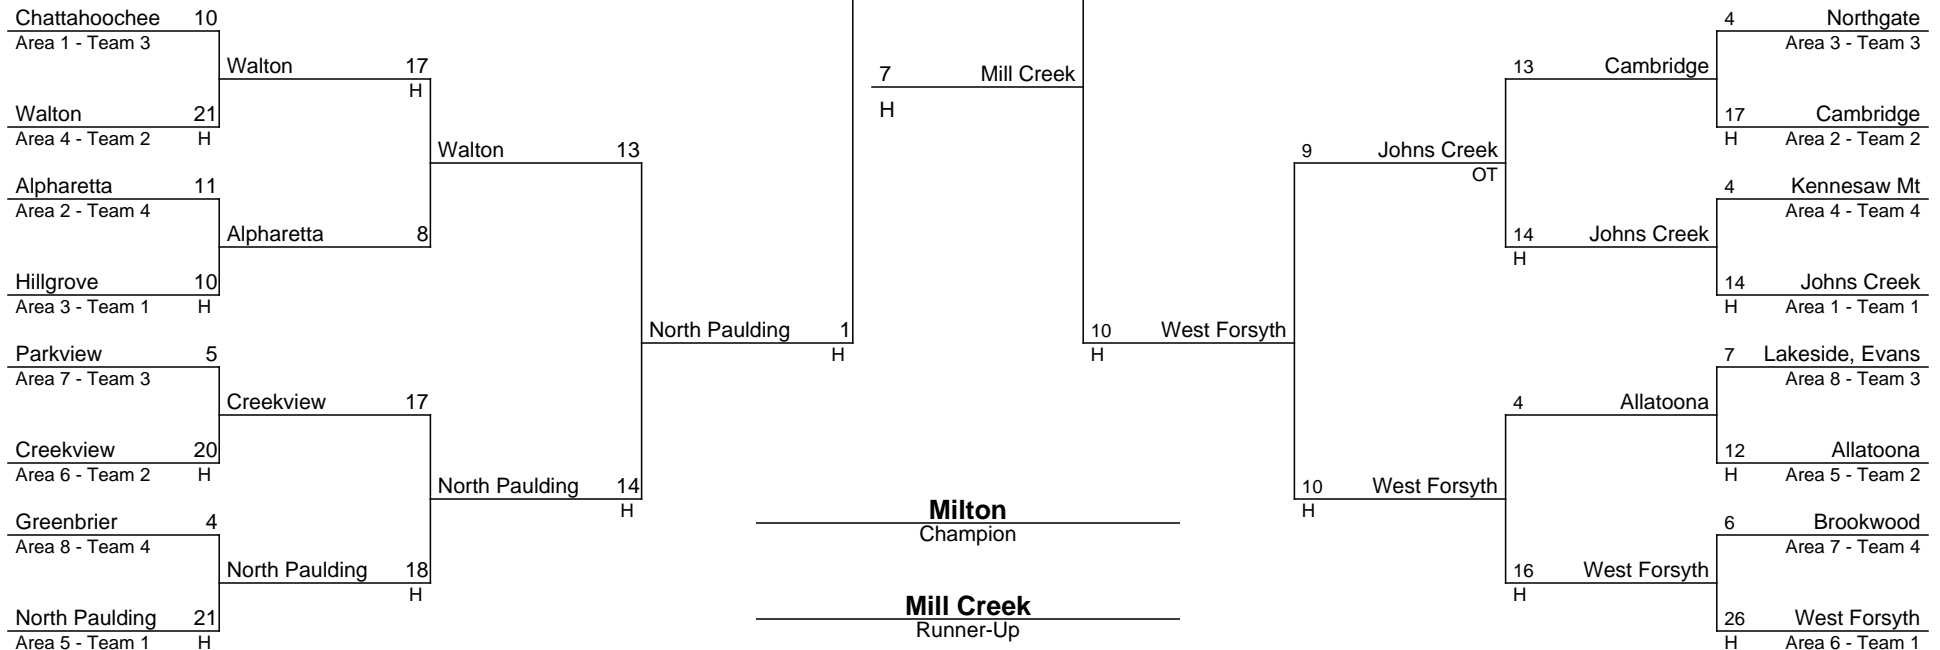 Chattahoochee 10
Area 1 - Team 3
Walton 17
H
Walton 21
Area 4 - Team 2 H
Walton 13
Alpharetta 11
Area 2 - Team 4
Alpharetta 8
Hillgrove 10
Area 3 - Team 1 H
North Paulding 1
H
Parkview 5
Area 7 - Team 3
Creekview 17
Creekview 20
Area 6 - Team 2 H
North Paulding 14
H
Greenbrier 4
Area 8 - Team 4
North Paulding 18
H
North Paulding 21
Area 5 - Team 1 H
7 Mill Creek
H
Milton
Champion
Mill Creek
Runner-Up
4 Northgate
Area 3 - Team 3
13 Cambridge
17 Cambridge
H Area 2 - Team 2
9 Johns Creek
OT
4 Kennesaw Mt
Area 4 - Team 4
14 Johns Creek
H
14 Johns Creek
H Area 1 - Team 1
10 West Forsyth
H
7 Lakeside, Evans
Area 8 - Team 3
4 Allatoona
12 Allatoona
H Area 5 - Team 2
10 West Forsyth
H
6 Brookwood
Area 7 - Team 4
16 West Forsyth
H
26 West Forsyth
H Area 6 - Team 1